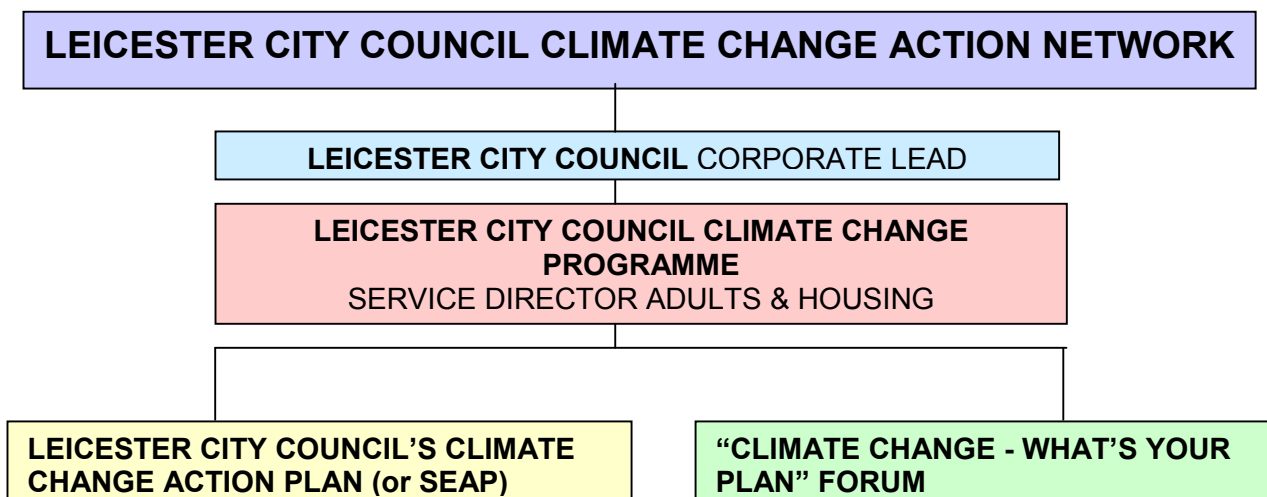 LEICESTER CITY COUNCIL CLIMATE CHANGE ACTION NETWORK
LEICESTER CITY COUNCIL CORPORATE LEAD
LEICESTER CITY COUNCIL CLIMATE CHANGE
PROGRAMME
SERVICE DIRECTOR ADULTS & HOUSING
LEICESTER CITY COUNCIL’S CLIMATE
CHANGE ACTION PLAN (or SEAP)
“CLIMATE CHANGE - WHAT’S YOUR
PLAN” FORUM